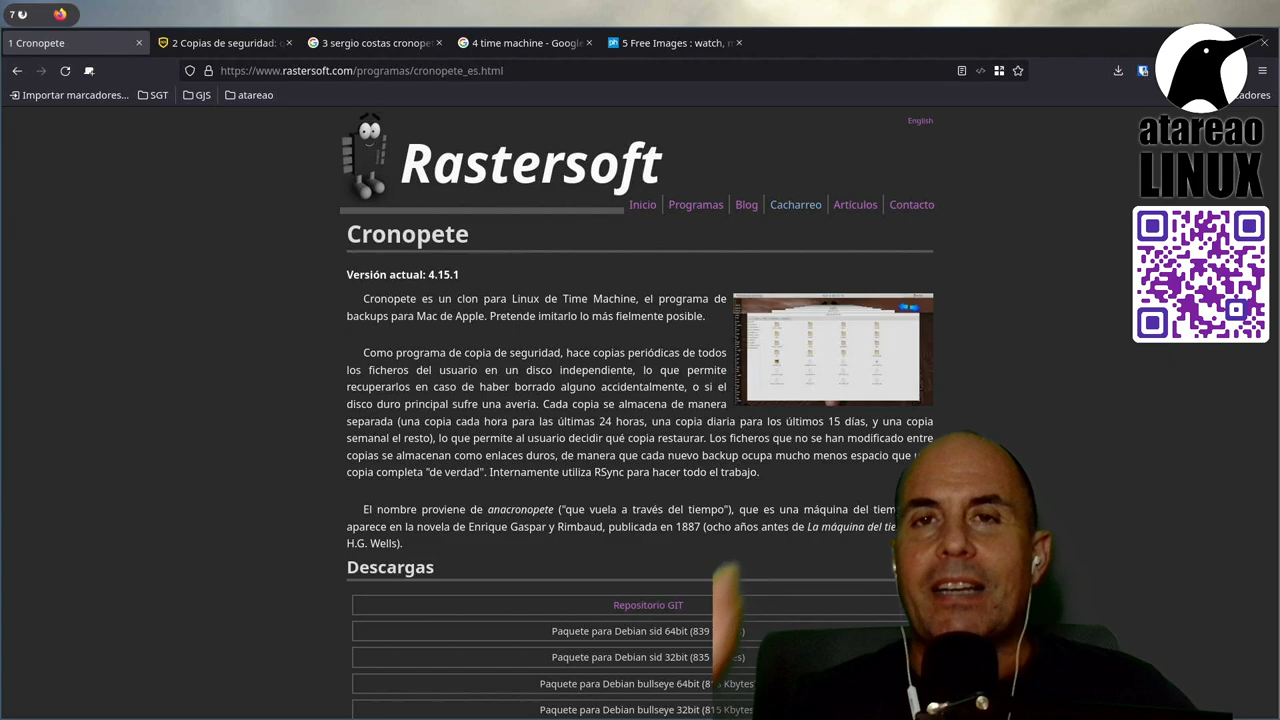 7
1 Cronopete
2 Copias de seguridad: q
3 sergio costas cronopet
4 time machine - Google
5 Free Images : watch, m
https://www.rastersoft.com/programas/cronopete_es.html
Importar marcadores...
SGT
GJS
atareao
cadores
atareao
LINUX
English
Rastersoft
Inicio
Programas
Blog
Cacharreo
Artículos
Contacto
Cronopete
Versión actual: 4.15.1
Cronopete es un clon para Linux de Time Machine, el programa de
backups para Mac de Apple. Pretende imitarlo lo más fielmente posible.
Como programa de copia de seguridad, hace copias periódicas de todos
los ficheros del usuario en un disco independiente, lo que permite
recuperarlos en caso de haber borrado alguno accidentalmente, o si el
disco duro principal sufre una avería. Cada copia se almacena de manera
separada (una copia cada hora para las últimas 24 horas, una copia diaria para los últimos 15 días, y una copia
semanal el resto), lo que permite al usuario decidir qué copia restaurar. Los ficheros que no se han modificado entre
copias se almacenan como enlaces duros, de manera que cada nuevo backup ocupa mucho menos espacio que u
copia completa "de verdad". Internamente utiliza RSync para hacer todo el trabajo.
El nombre proviene de anacronopete ("que vuela a través del tiempo"), que es una máquina del tiem
aparece en la novela de Enrique Gaspar y Rimbaud, publicada en 1887 (ocho años antes de La máquina del tie
H.G. Wells).
Descargas
Repositorio GIT
Paquete para Debian sid 64bit (839
Paquete para Debian sid 32bit (835 es)
Paquete para Debian bullseye 64bit (8 Kbytes
Paquete para Debian bullseye 32bit (815 Kbytes